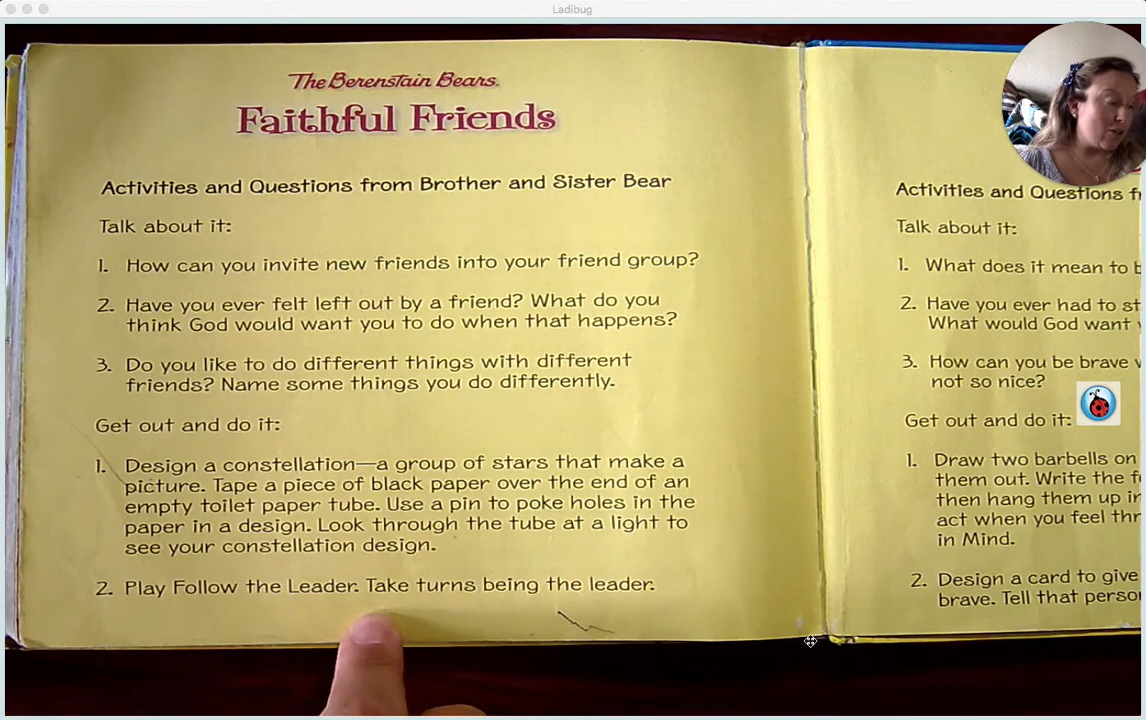 Ladibug
The Berenstain Bears
Faithful Friends
Activities and Questions from Brother and Sister Bear
Talk about it:
1. How can you invite new friends into your friend group?
2. Have you ever felt left out by a friend? What do you
think God would want you to do when that happens?
3. Do you like to do different things with different
friends? Name some things you do differently.
Get out and do it:
1. Design a constellation—a group of stars that make a
picture. Tape a piece of black paper over the end of an
empty toilet paper tube. Use a pin to poke holes in the
paper in a design. Look through the tube at a light to
see your constellation design.
2. Play Follow the Leader. Take turns being the leader.
Activities and Questions
Talk about it:
1. What does it mean to
2. Have you ever had to
What would God want
3. How can you be brave
not so nice?
Get out and do it:
1. Draw two barbells on
them out. Write the
then hang them up in
act when you feel
in Mind.
2. Design a card to give
brave. Tell that